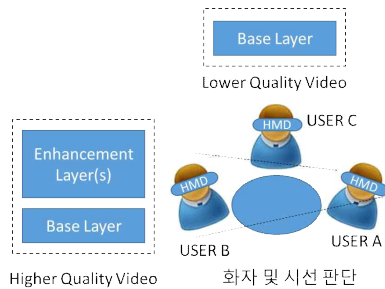 Base Layer
Lower Quality Video
HMD
USER C
Enhancement
Layer(s)
HMD
HMD
Base Layer
USER B
USER A
Higher Quality Video
화자 및 시선 판단